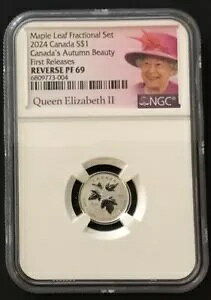 Maple Leaf Fractional Set
2024 Canada S$1
Canada's Autumn Beauty
First Releases
REVERSE PF 69
6809773-004
NGC
Queen Elizabeth II
CANADA